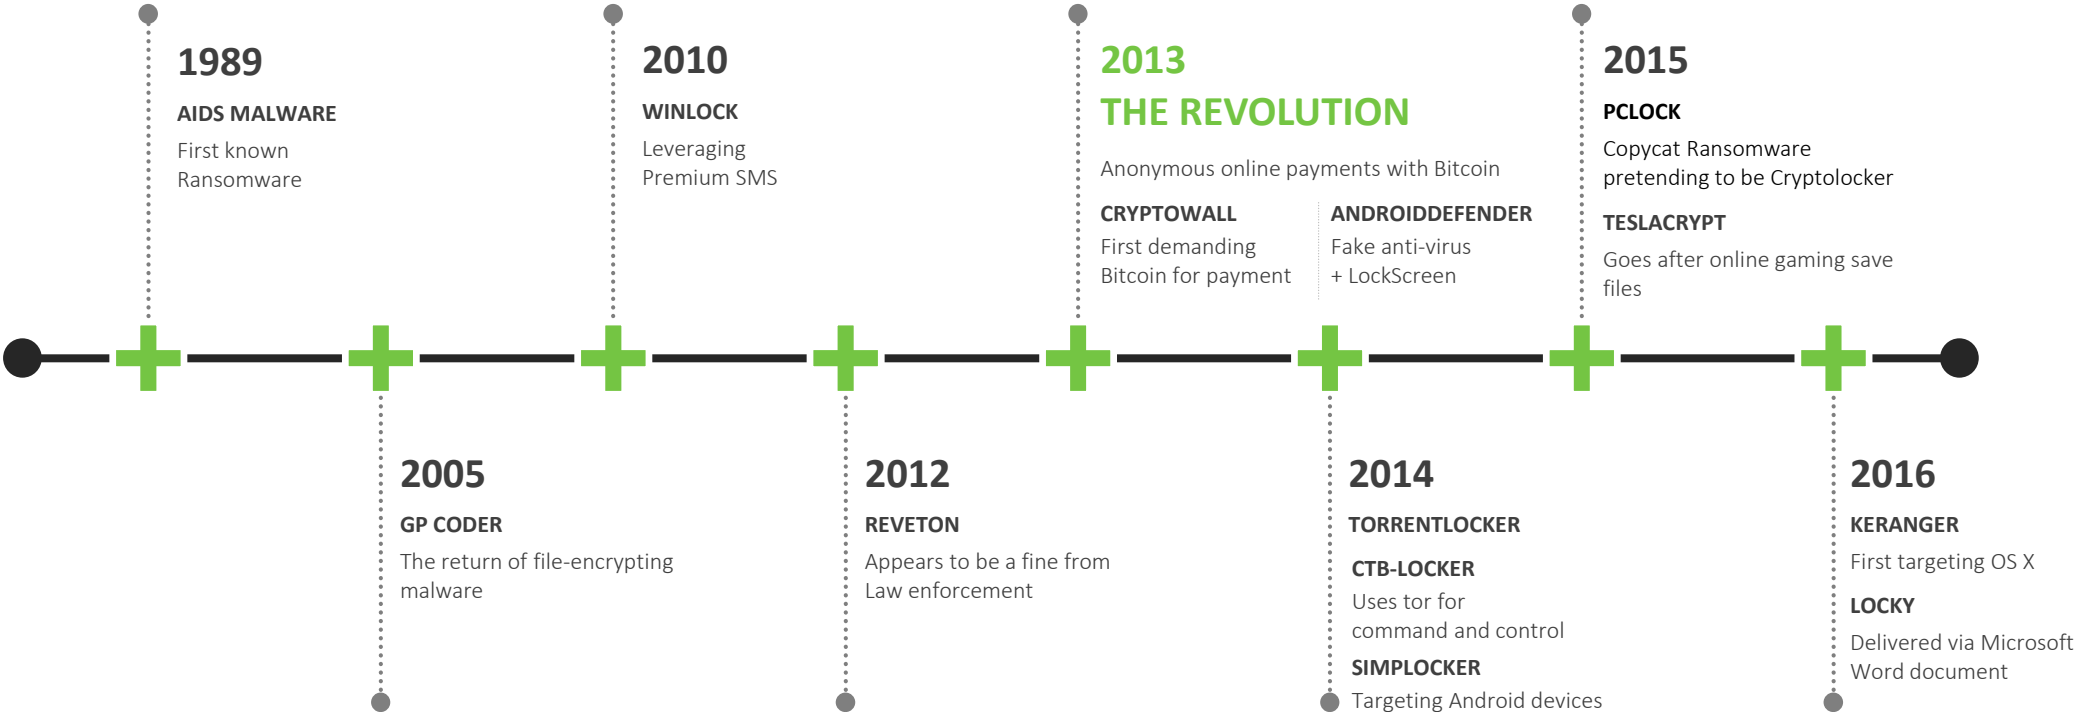 1989
AIDS MALWARE
First known
Ransomware
2010
WINLOCK
Leveraging
Premium SMS
2013
THE REVOLUTION
Anonymous online payments with Bitcoin
CRYPTOWALL
First demanding
Bitcoin for payment
ANDROIDDEFENDER
Fake anti-virus
+ LockScreen
2015
PCLOCK
Copycat Ransomware
pretending to be Cryptolocker
TESLACRYPT
Goes after online gaming save
files
2005
GP CODER
The return of file-encrypting
malware
2012
REVETON
Appears to be a fine from
Law enforcement
2014
TORRENTLOCKER
CTB-LOCKER
Uses tor for
command and control
SIMPLOCKER
Targeting Android devices
2016
KERANGER
First targeting OS X
LOCKY
Delivered via Microsoft
Word document